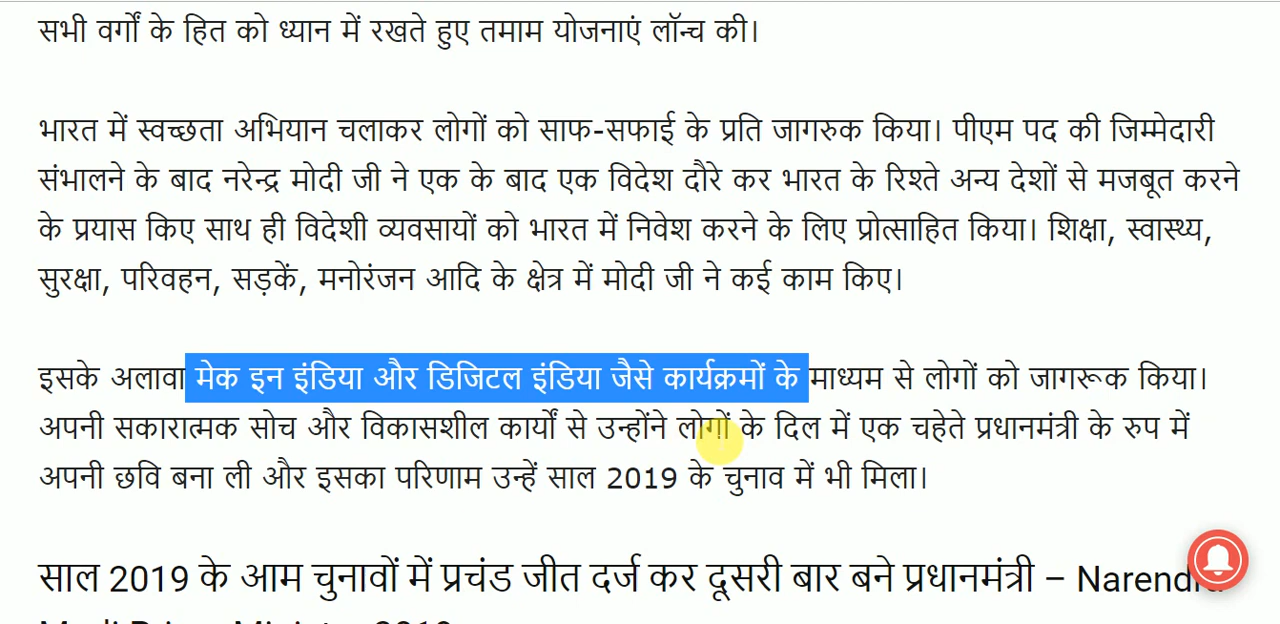 सभी वर्गों के हित को ध्यान में रखते हुए तमाम योजनाएं लॉन्च की।
भारत में स्वच्छता अभियान चलाकर लोगों को साफ-सफाई के प्रति जागरुक किया। पीएम पद की जिम्मेदारी
संभालने के बाद नरेन्द्र मोदी जी ने एक के बाद एक विदेश दौरे कर भारत के रिश्ते अन्य देशों से मजबूत करने
के प्रयास किए साथ ही विदेशी व्यवसायों को भारत में निवेश करने के लिए प्रोत्साहित किया। शिक्षा, स्वास्थ्य,
सुरक्षा, परिवहन, सड़कें, मनोरंजन आदि के क्षेत्र में मोदी जी ने कई काम किए।
इसके अलावा मेक इन इंडिया और डिजिटल इंडिया जैसे कार्यक्रमों के माध्यम से लोगों को जागरूक किया।
अपनी सकारात्मक सोच और विकासशील कार्यों से उन्होंने लोगों के दिल में एक चहेते प्रधानमंत्री के रुप में
अपनी छवि बना ली और इसका परिणाम उन्हें साल 2019 के चुनाव में भी मिला।
साल 2019 के आम चुनावों में प्रचंड जीत दर्ज कर दूसरी बार बने प्रधानमंत्री – Narendra